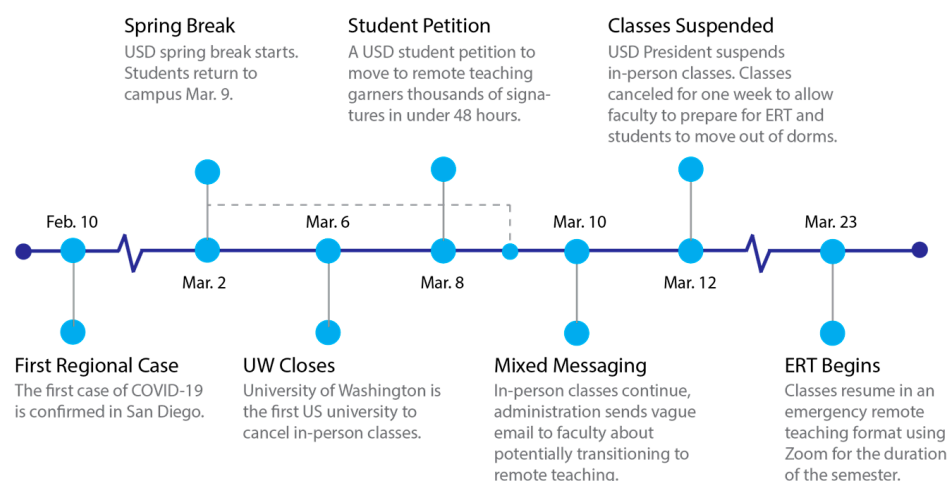 Spring Break
USD spring break starts.
Students return to
campus Mar. 9.
Student Petition
A USD student petition to
move to remote teaching
garners thousands of signa-
tures in under 48 hours.
Classes Suspended
USD President suspends
in-person classes. Classes
canceled for one week to allow
faculty to prepare for ERT and
students to move out of dorms.
Feb. 10
Mar. 2
Mar. 6
Mar. 8
Mar. 10
Mar. 12
Mar. 23
First Regional Case
The first case of COVID-19
is confirmed in San Diego.
UW Closes
University of Washington is
the first US university to
cancel in-person classes.
Mixed Messaging
In-person classes continue,
administration sends vague
email to faculty about
potentially transitioning to
remote teaching.
ERT Begins
Classes resume in an
emergency remote
teaching format using
Zoom for the duration
of the semester.